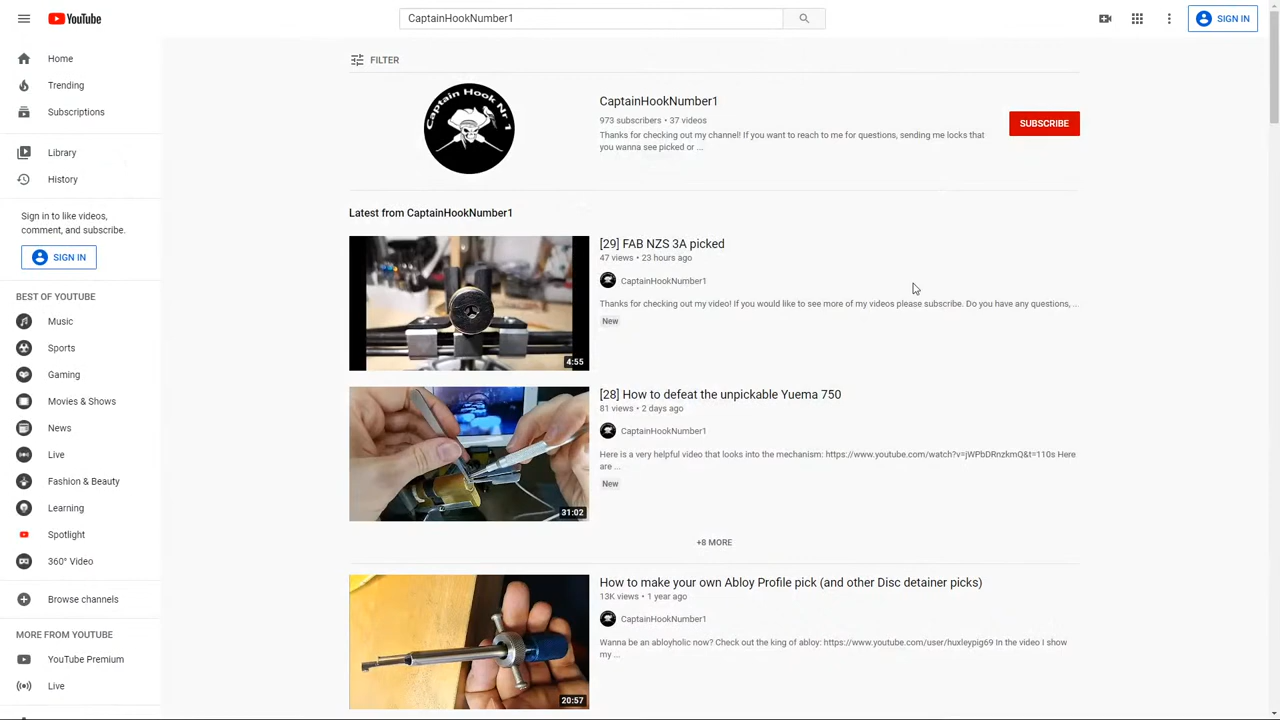 YouTube
CaptainHookNumber1
SIGN IN
Home
Trending
Subscriptions
Library
History
Sign in to like videos,
comment, and subscribe.
SIGN IN
BEST OF YOUTUBE
Music
Sports
Gaming
Movies & Shows
News
Live
Fashion & Beauty
Learning
Spotlight
360° Video
Browse channels
MORE FROM YOUTUBE
YouTube Premium
Live
FILTER
Captain Hook Nr 1
CaptainHookNumber1
973 subscribers • 37 videos
Thanks for checking out my channel! If you want to reach to me for questions, sending me locks that
you wanna see picked or ...
SUBSCRIBE
Latest from CaptainHookNumber1
4:55
[29] FAB NZS 3A picked
47 views • 23 hours ago
CaptainHookNumber1
Thanks for checking out my video! If you would like to see more of my videos please subscribe. Do you have any questions, ...
New
31:02
[28] How to defeat the unpickable Yuema 750
81 views • 2 days ago
CaptainHookNumber1
Here is a very helpful video that looks into the mechanism: https://www.youtube.com/watch?v=jWPbDRnzkmQ&t=110s Here
are ...
New
+8 MORE
20:57
How to make your own Abloy Profile pick (and other Disc detainer picks)
13K views • 1 year ago
CaptainHookNumber1
Wanna be an abloyholic now? Check out the king of abloy: https://www.youtube.com/user/huxleypig69 In the video I show
my ...